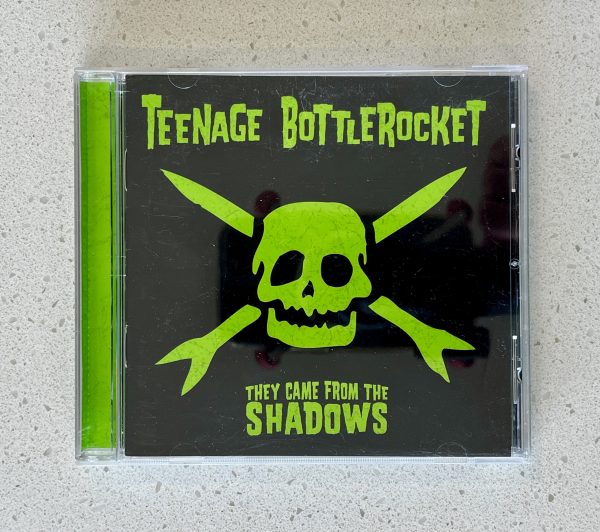 TEENAGE BOTTLEROCKET
THEY CAME FROM THE
SHADOWS